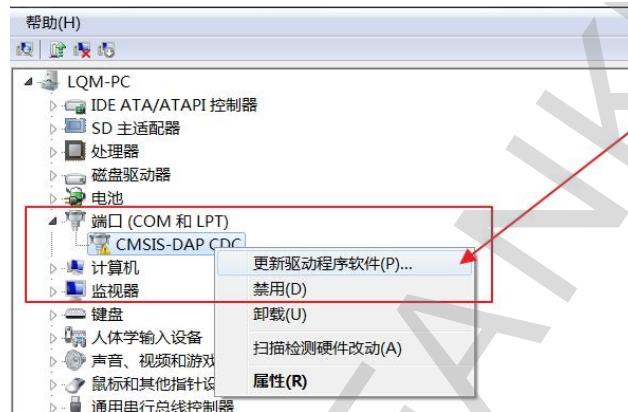 帮助(H)
LQM-PC
IDE ATA/ATAPI 控制器
SD 主适配器
处理器
磁盘驱动器
电池
端口 (COM 和 LPT)
CMSIS-DAP CDC
更新驱动程序软件(P)...
计算机
禁用(D)
监视器
卸载(U)
键盘
人体学输入设备
扫描检测硬件改动(A)
声音、视频和游戏
属性(R)
鼠标和其他指针设
通用串行总线控制器